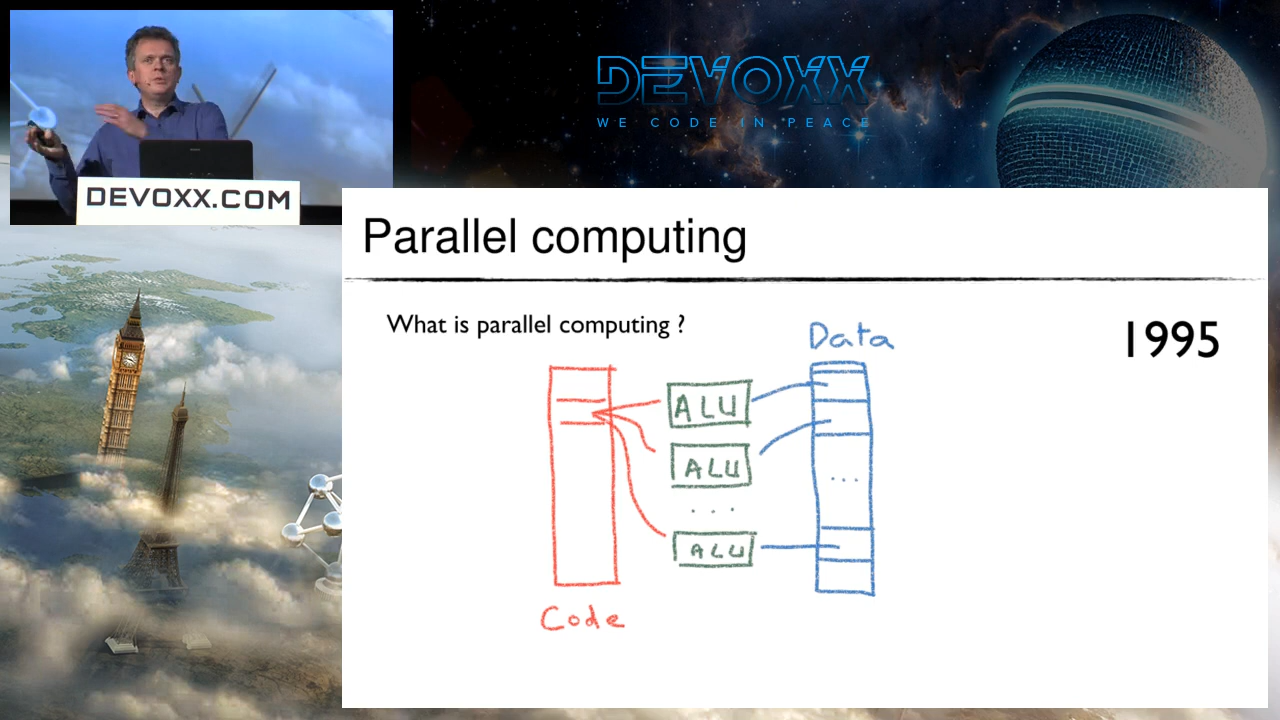 DEVOXX
WE CODE IN PEACE
DEVOXX.COM
Parallel computing
What is parallel computing ?
1995
Data
ALU
ALU
...
...
ALU
Code